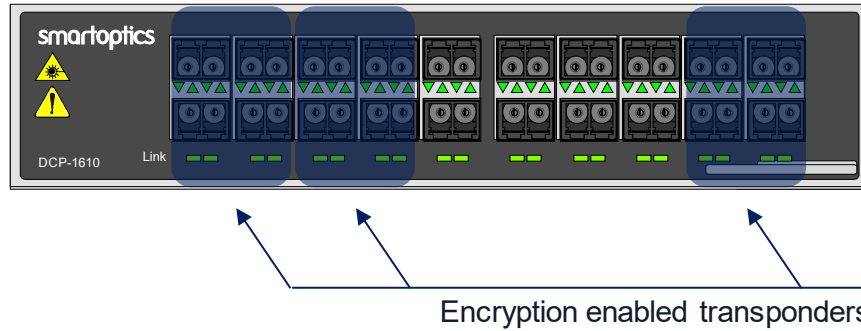 smartoptics
DCP-1610
Link
Encryption enabled transponders